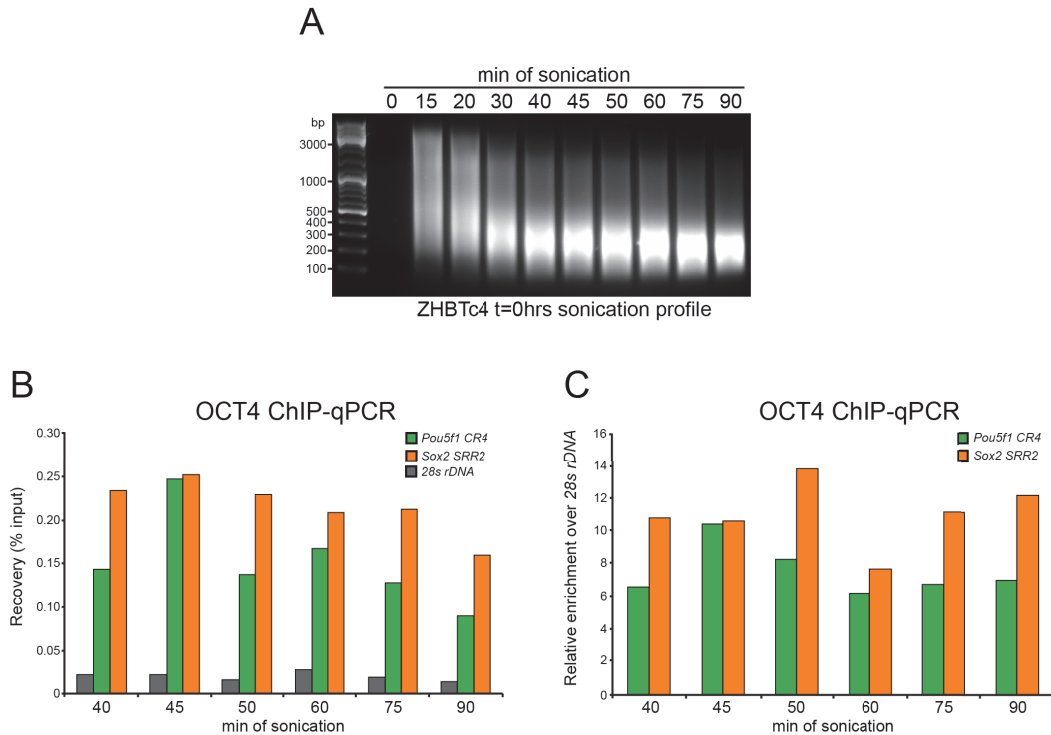 A
min of sonication
0 15 20 30 40 45 50 60 75 90
bp
3000
1000
500
400
300
200
100
ZHBTc4 t=0hrs sonication profile
B
OCT4 ChIP-qPCR
Pou5f1 CR4
Sox2 SRR2
28s rDNA
Recovery (% input)
0.30
0.25
0.20
0.15
0.10
0.05
0
40 45 50 60 75 90
min of sonication
C
OCT4 ChIP-qPCR
Pou5f1 CR4
Sox2 SRR2
Relative enrichment over 28s rDNA
16
14
12
10
8
6
4
2
0
40 45 50 60 75 90
min of sonication